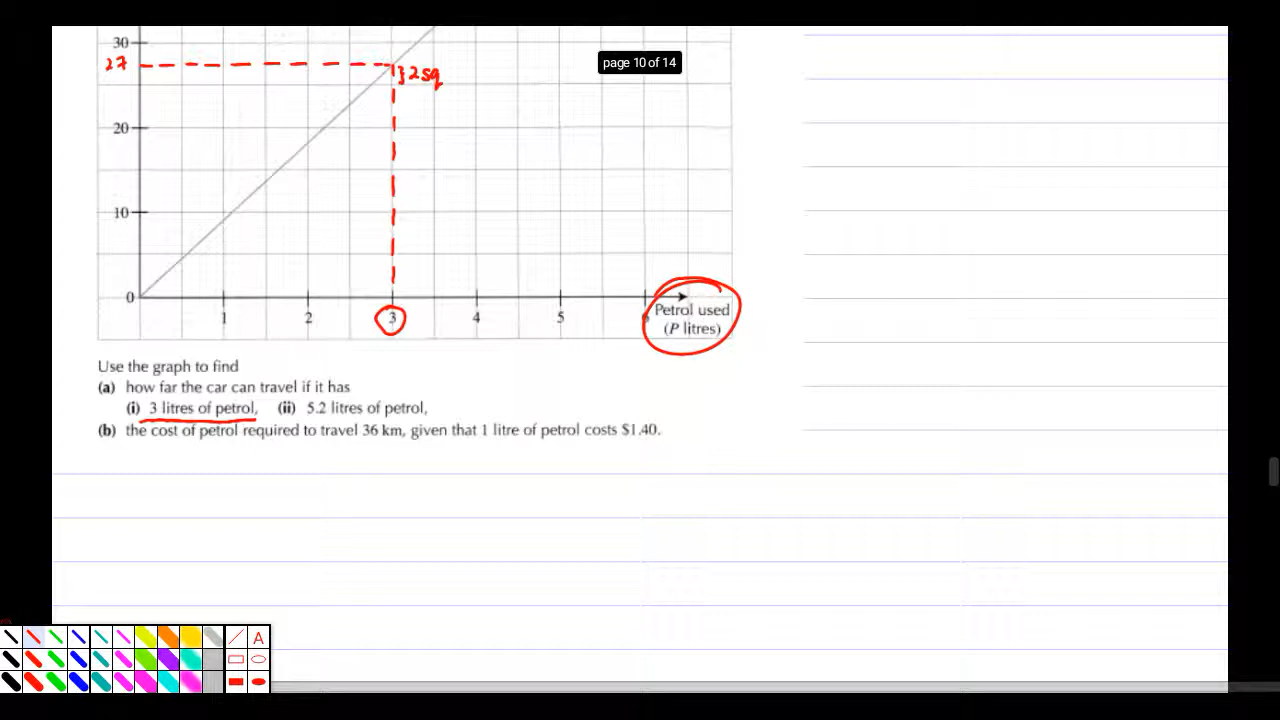 30
27
page 10 of 14
2 sq
20
10
0
1 2 3 4 5 6
Petrol used
(P litres)
Use the graph to find
(a) how far the car can travel if it has
(i) 3 litres of petrol, (ii) 5.2 litres of petrol,
(b) the cost of petrol required to travel 36 km, given that 1 litre of petrol costs $1.40.
A